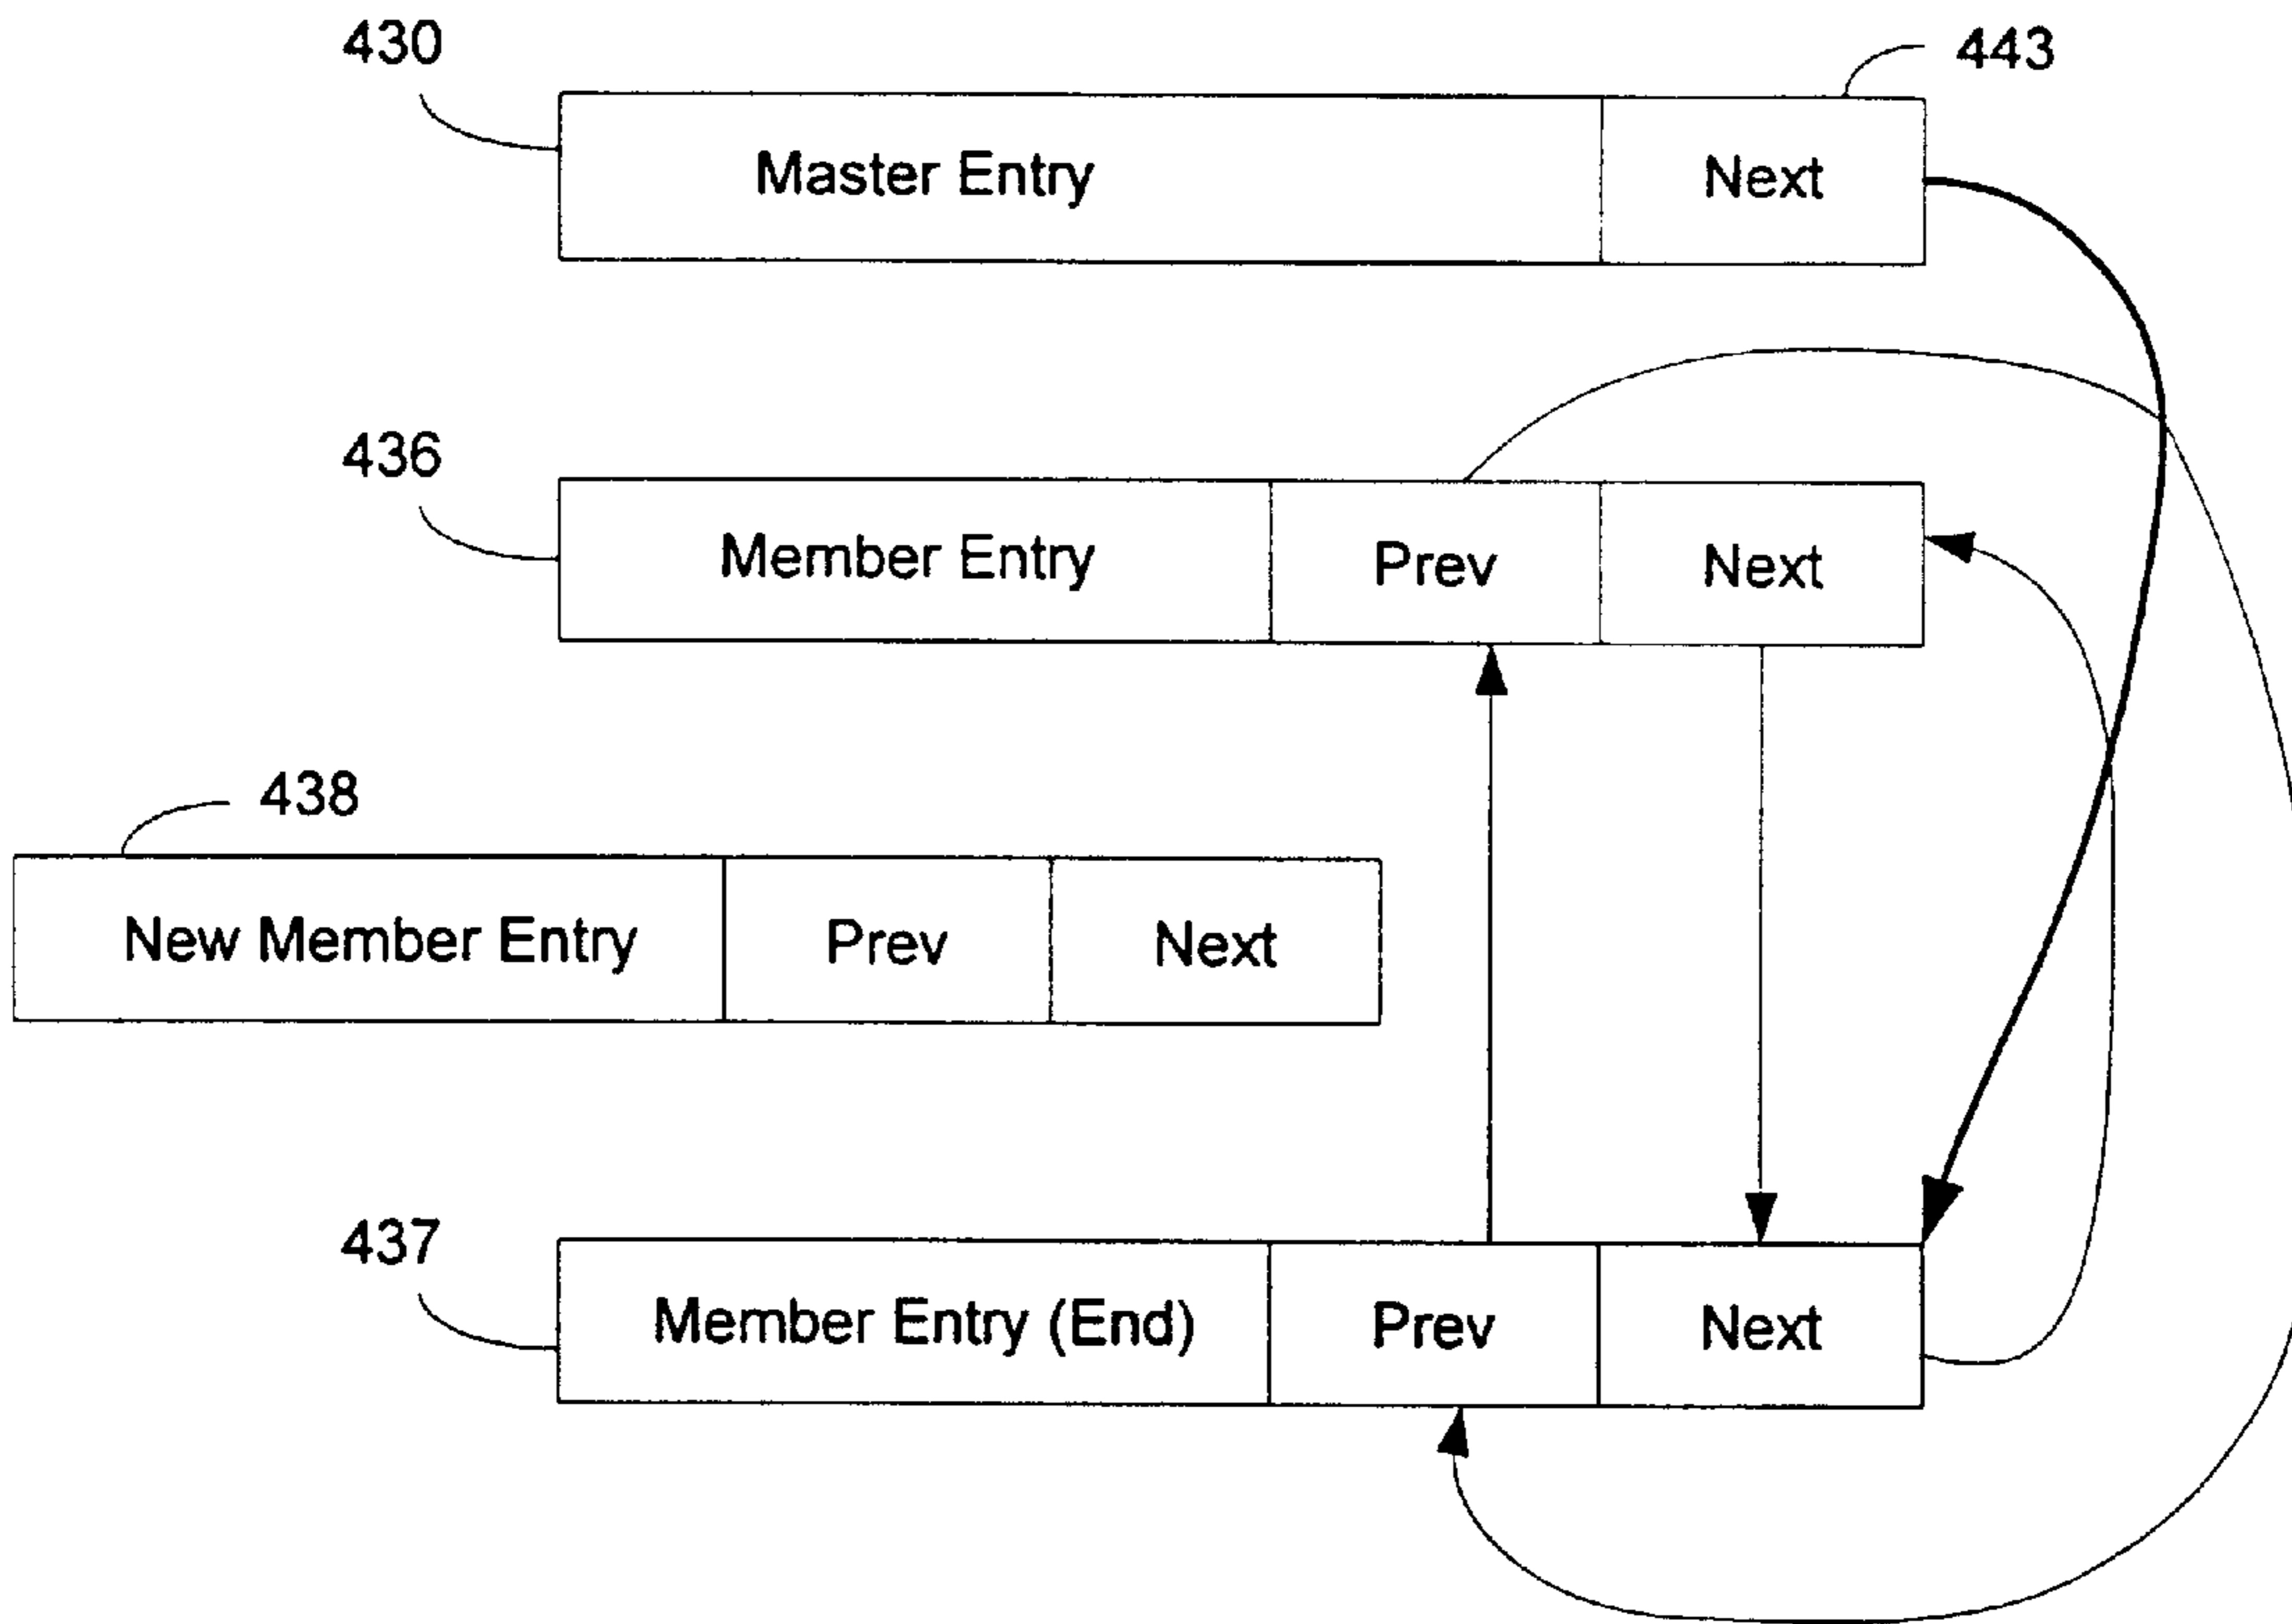 430
443
Master Entry Next
436
Member Entry Prev Next
438
New Member Entry Prev Next
437
Member Entry (End) Prev Next